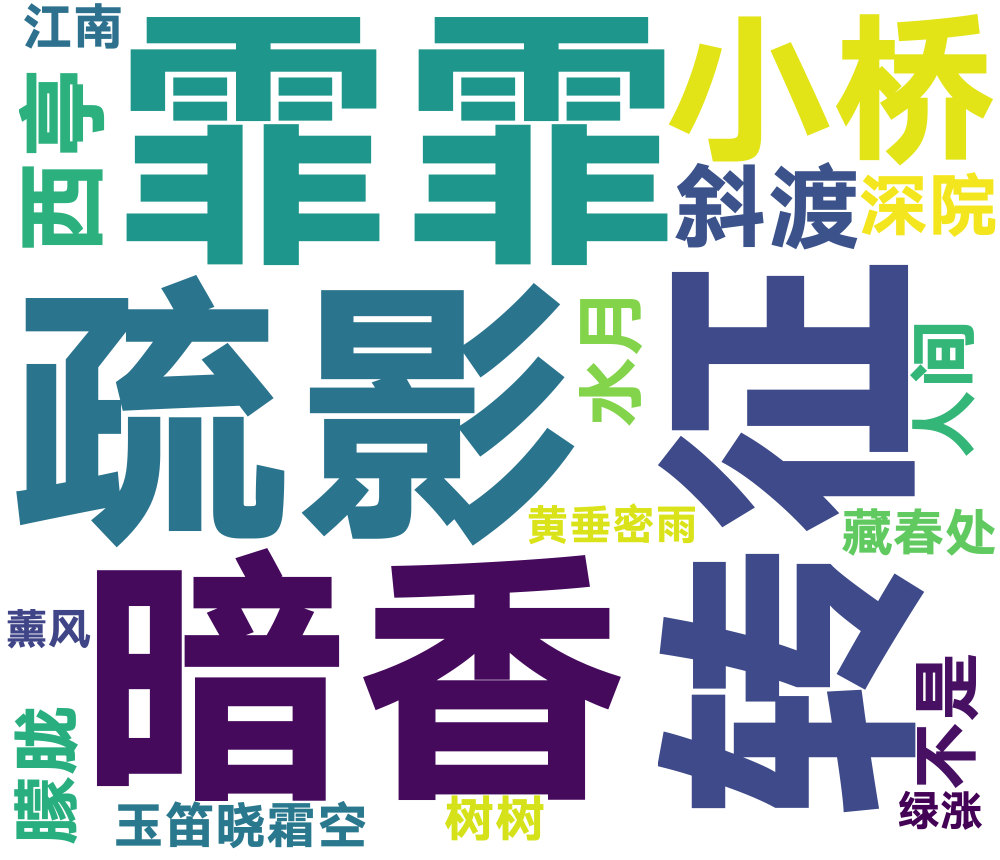 江南
霏霏
小桥
西亭
斜渡
深院
疏影
水月
转征
人间
黄垂密雨
藏春处
暗香
薰风
不是
朦胧
玉笛晓霜空
树树
绿涨